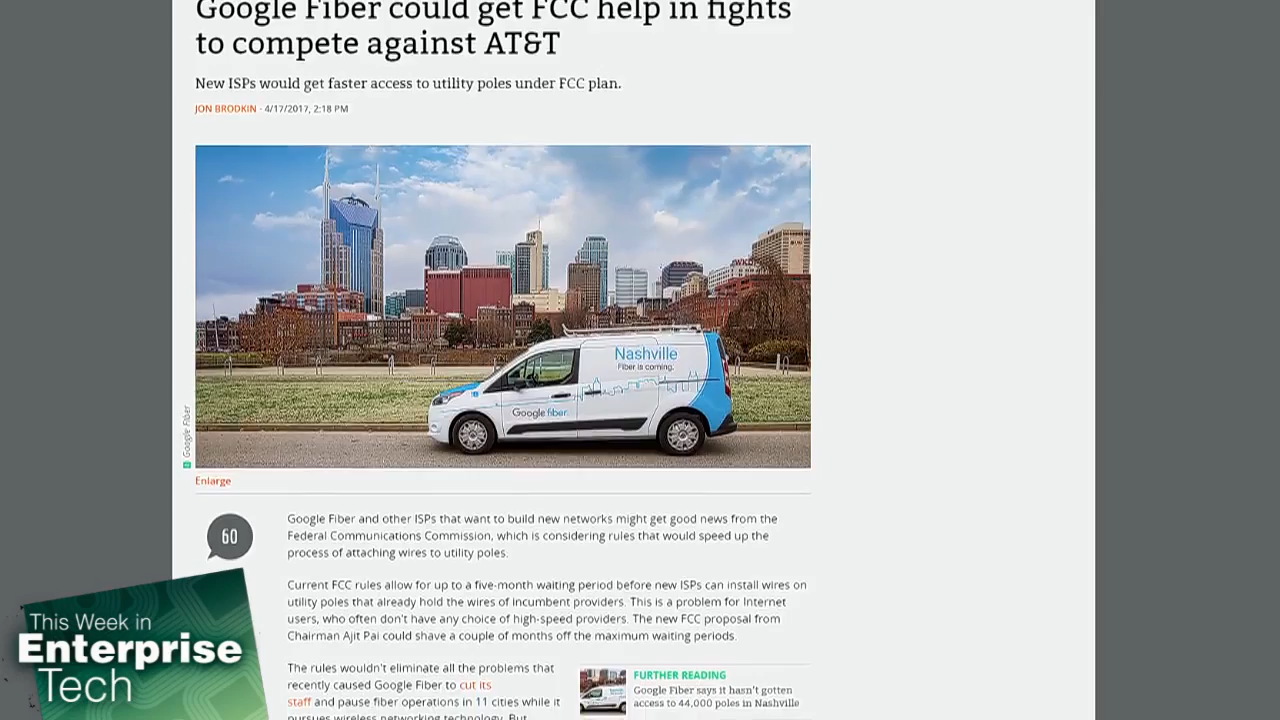 Google Fiber could get FCC help in fights
to compete against AT&T
New ISPs would get faster access to utility poles under FCC plan.
JON BRODKIN - 4/17/2017, 2:18 PM
Nashville
Fiber is coming.
Google fiber
Google Fiber
Enlarge
60
Google Fiber and other ISPs that want to build new networks might get good news from the
Federal Communications Commission, which is considering rules that would speed up the
process of attaching wires to utility poles.
Current FCC rules allow for up to a five-month waiting period before new ISPs can install wires on
utility poles that already hold the wires of incumbent providers. This is a problem for Internet
users, who often don't have any choice of high-speed providers. The new FCC proposal from
Chairman Ajit Pai could shave a couple of months off the maximum waiting periods.
The rules wouldn't eliminate all the problems that
recently caused Google Fiber to cut its
staff and pause fiber operations in 11 cities while it
pursues wireless networking technology. But
FURTHER READING
Google Fiber says it hasn't gotten
access to 44,000 poles in Nashville
This Week in
Enterprise
Tech